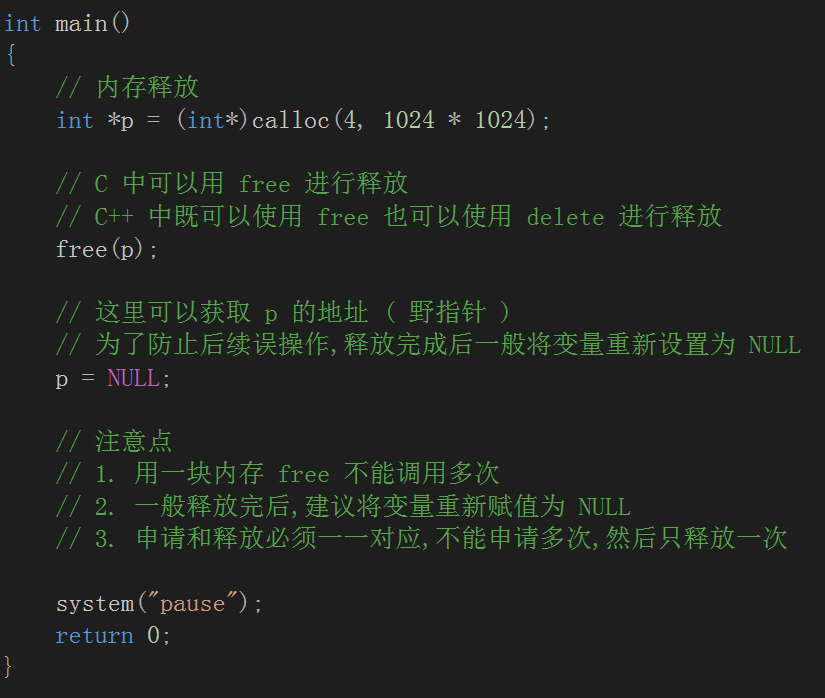 int main()
{
// 内存释放
int *p = (int*)calloc(4, 1024 * 1024);
// C 中可以用 free 进行释放
// C++ 中既可以使用 free 也可以使用 delete 进行释放
free(p);
// 这里可以获取 p 的地址 ( 野指针 )
// 为了防止后续误操作,释放完成后一般将变量重新设置为 NULL
p = NULL;
// 注意点
// 1. 用一块内存 free 不能调用多次
// 2. 一般释放完后,建议将变量重新赋值为 NULL
// 3. 申请和释放必须一一对应,不能申请多次,然后只释放一次
system("pause");
return 0;
}